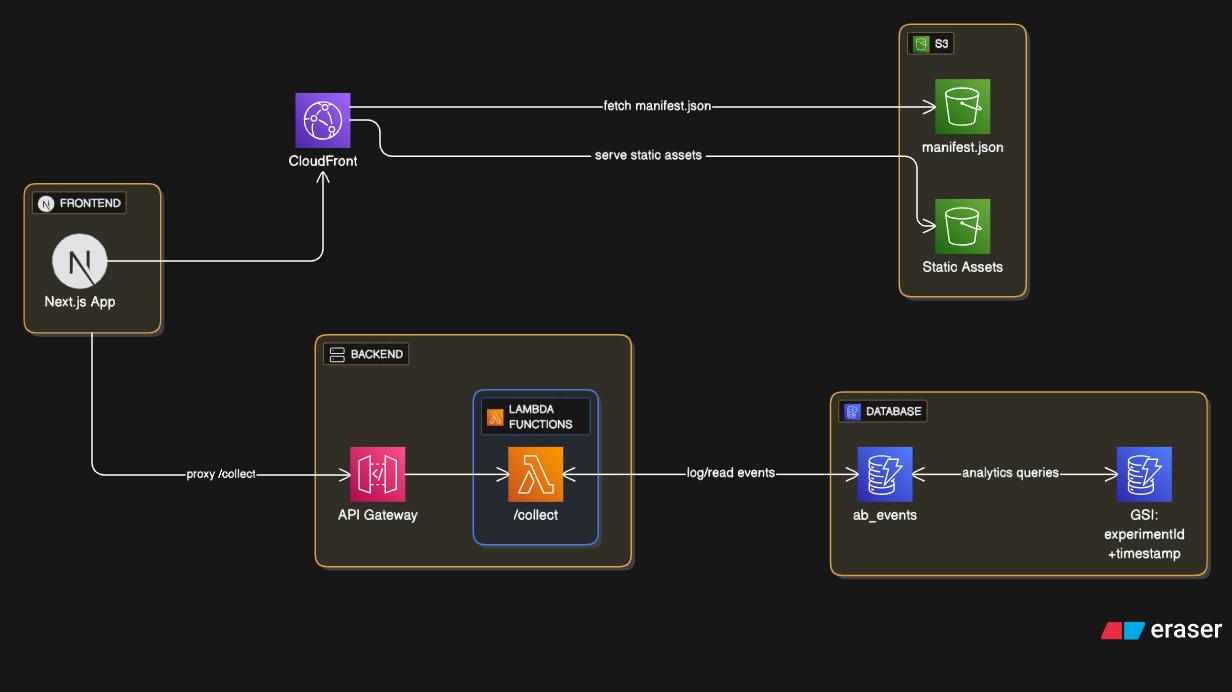 S3
fetch manifest.json
manifest.json
CloudFront
serve static assets
FRONTEND
N
Next.js App
Static Assets
BACKEND
LAMBDA
FUNCTIONS
DATABASE
proxy /collect
log/read events
analytics queries
API Gateway
/collect
ab_events
GSI:
experimentId
+timestamp
eraser